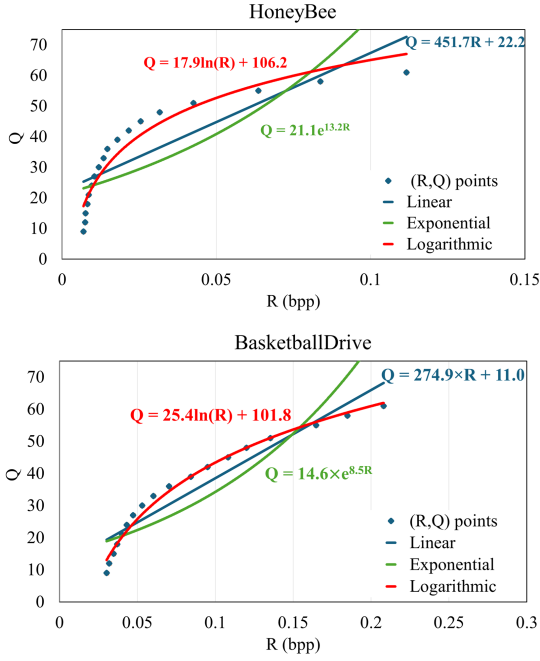 HoneyBee
70
60
50
40
30
20
10
0
Q
Q = 17.9ln(R) + 106.2
Q = 451.7R + 22.2
Q = 21.1e^13.2R
(R,Q) points
Linear
Exponential
Logarithmic
0 0.05 0.1 0.15
R (bpp)
BasketballDrive
70
60
50
40
30
20
10
0
Q
Q = 274.9×R + 11.0
Q = 25.4ln(R) + 101.8
Q = 14.6×e^8.5R
(R,Q) points
Linear
Exponential
Logarithmic
0 0.05 0.1 0.15 0.2 0.25 0.3
R (bpp)